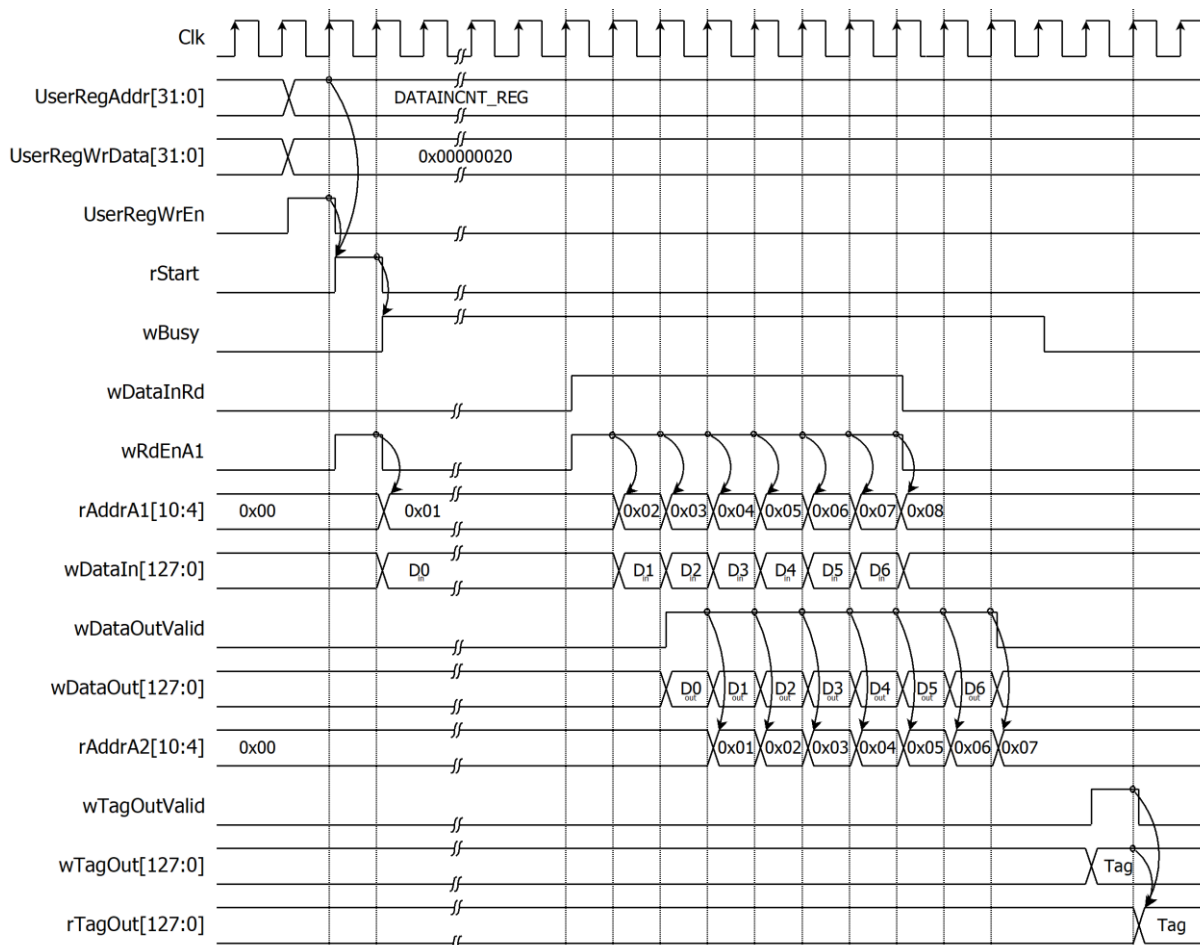 Clk
UserRegAddr[31:0] DATAINCNT_REG
UserRegWrData[31:0] 0x00000020
UserRegWrEn
rStart
wBusy
wDataInRd
wRdEnA1
rAddrA1[10:4] 0x00 0x01 0x02 0x03 0x04 0x05 0x06 0x07 0x08
wDataIn[127:0] D0in D1in D2in D3in D4in D5in D6in
wDataOutValid
wDataOut[127:0] D0out D1out D2out D3out D4out D5out D6out
rAddrA2[10:4] 0x00 0x01 0x02 0x03 0x04 0x05 0x06 0x07
wTagOutValid
wTagOut[127:0] Tag
rTagOut[127:0] Tag